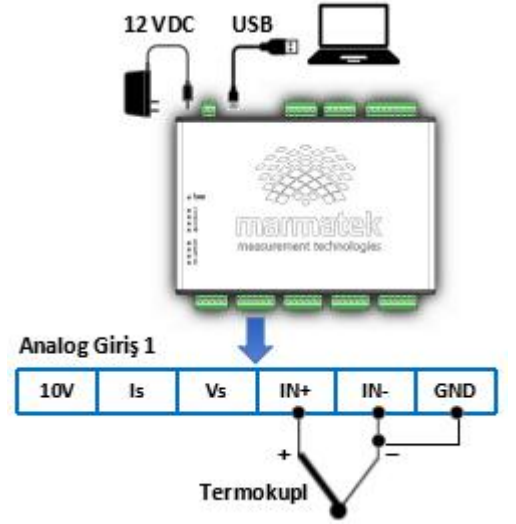 12 VDC USB
marmatek
measurement technologies
Analog Giriş 1
10V Is Vs IN+ IN- GND
+ −
Termokupl